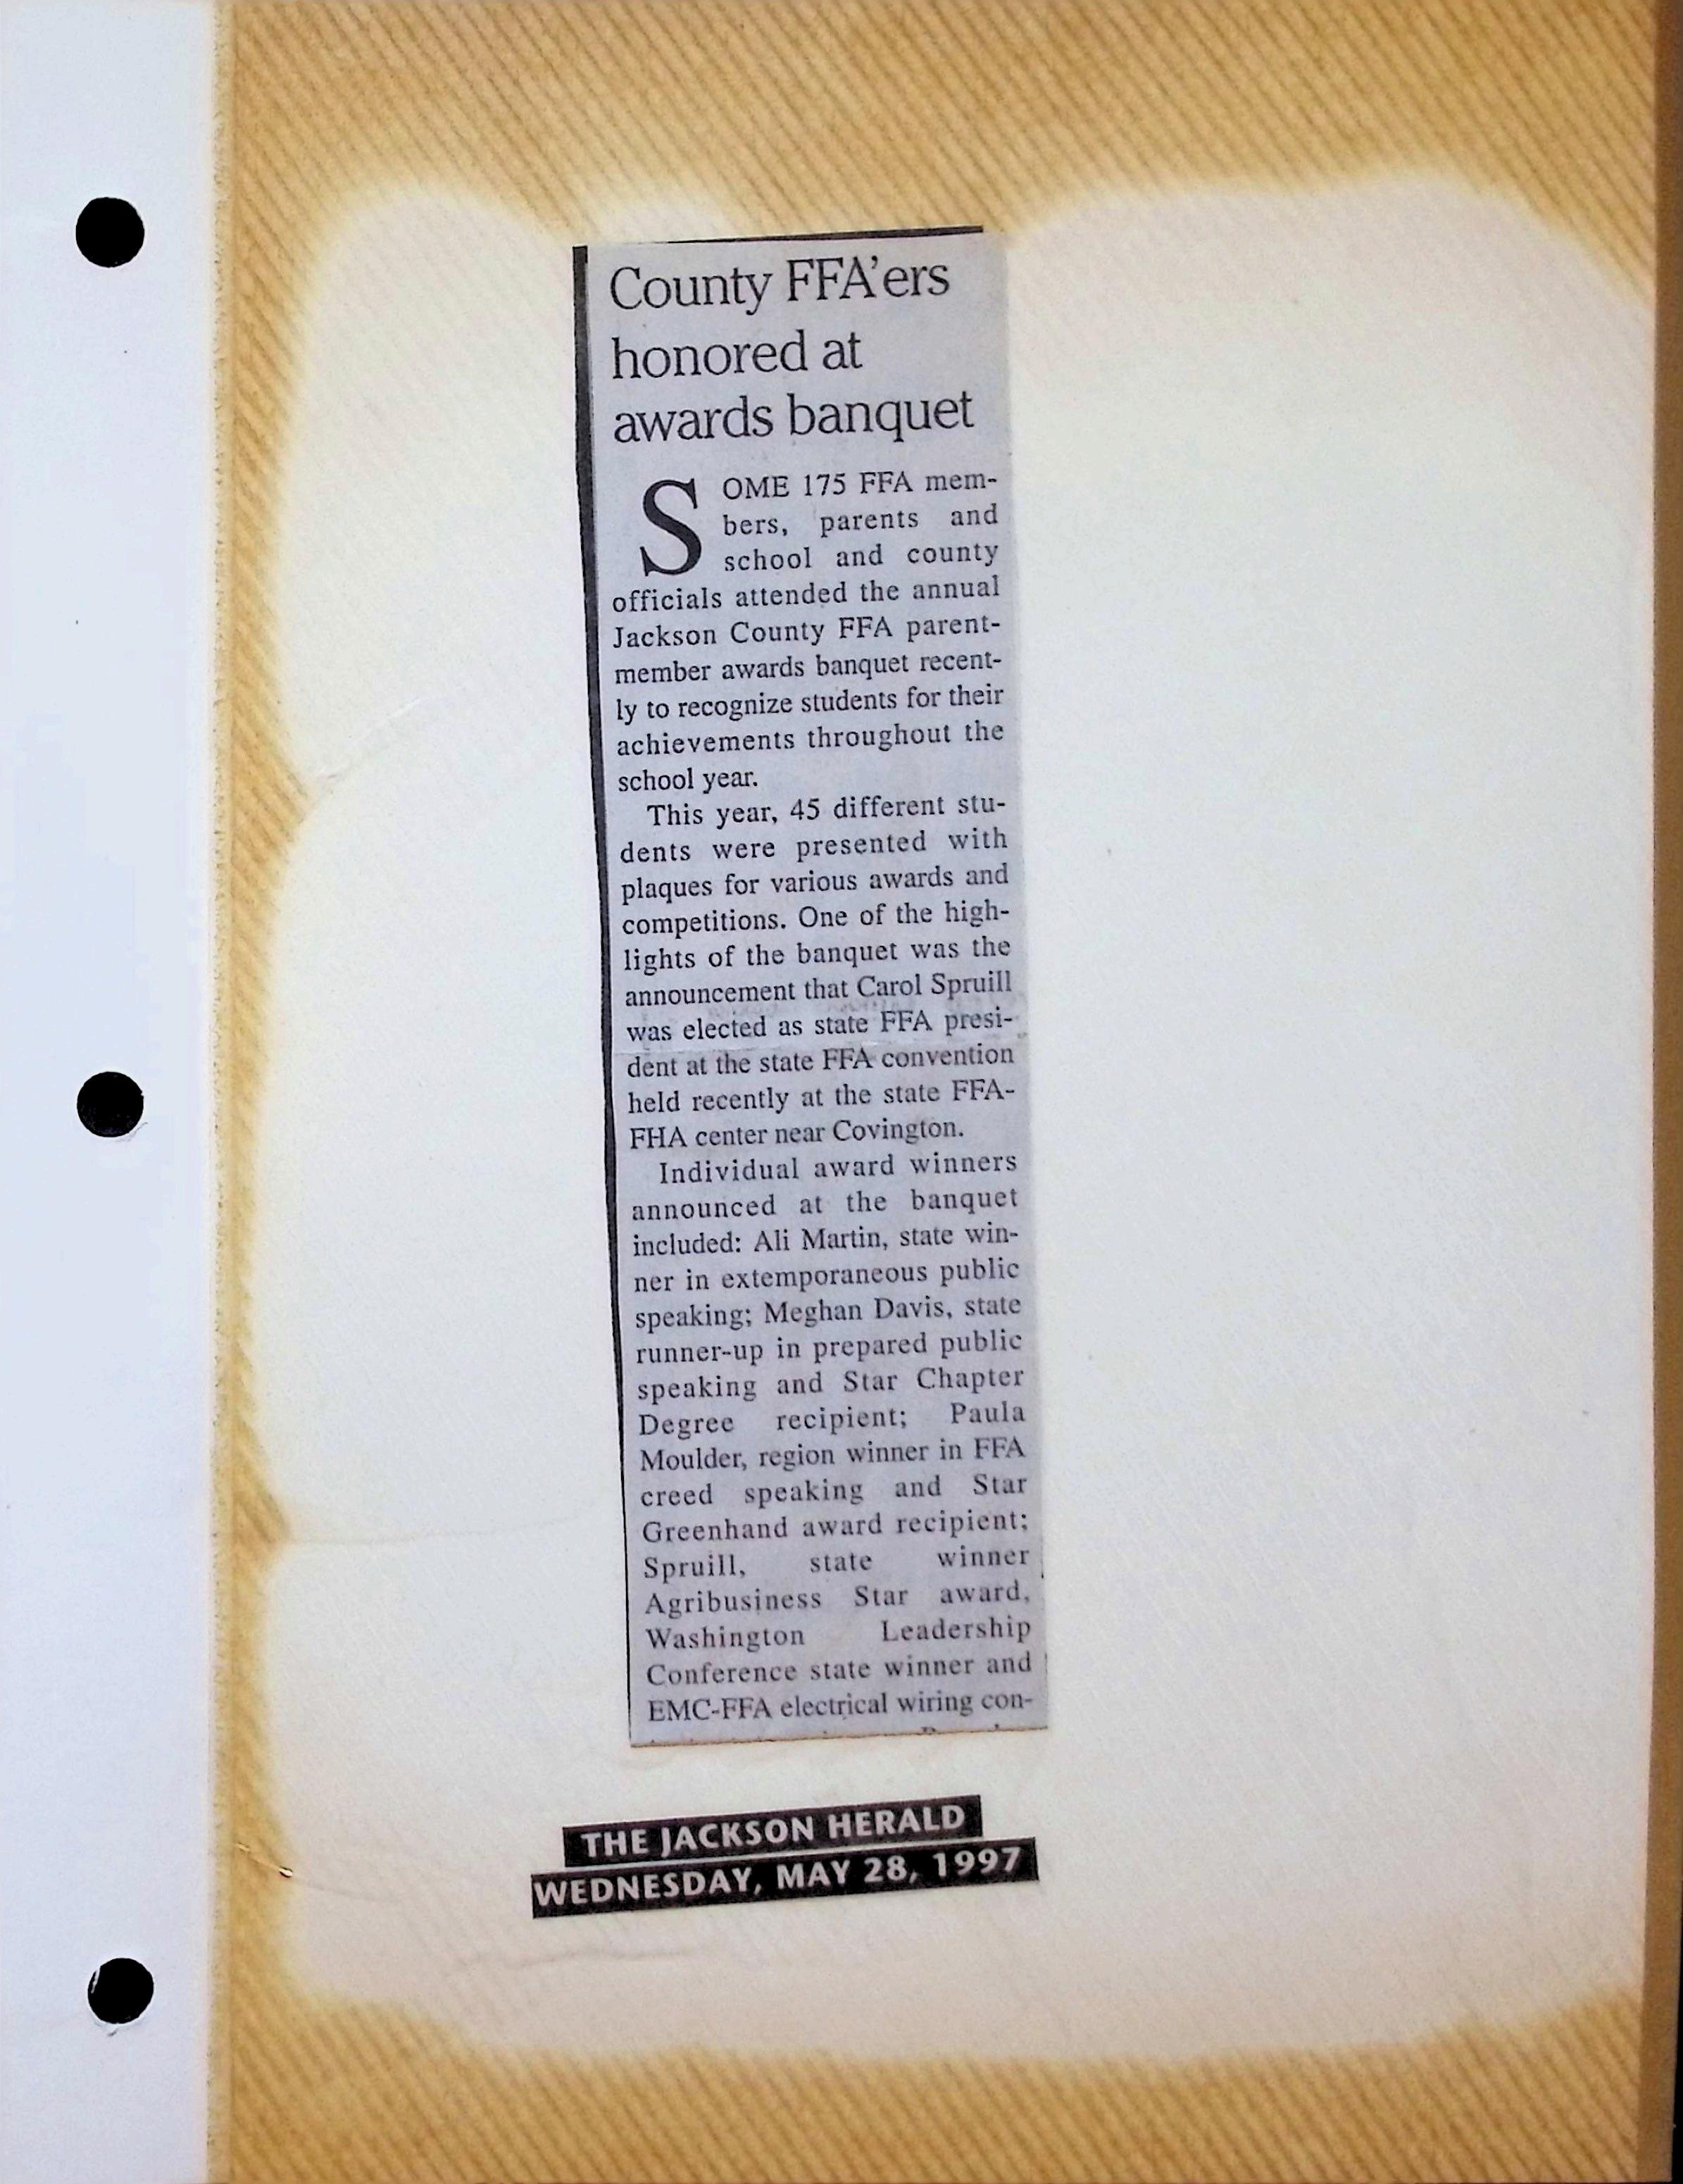 County FFA'ers
honored at
awards banquet
SOME 175 FFA mem-
bers, parents and
school and county
officials attended the annual
Jackson County FFA parent-
member awards banquet recent-
ly to recognize students for their
achievements throughout the
school year.
This year, 45 different stu-
dents were presented with
plaques for various awards and
competitions. One of the high-
lights of the banquet was the
announcement that Carol Spruill
was elected as state FFA presi-
dent at the state FFA convention
held recently at the state FFA-
FHA center near Covington.
Individual award winners
announced at the banquet
included: Ali Martin, state win-
ner in extemporaneous public
speaking; Meghan Davis, state
runner-up in prepared public
speaking and Star Chapter
Degree recipient; Paula
Moulder, region winner in FFA
creed speaking and Star
Greenhand award recipient;
Spruill, state winner
Agribusiness Star award,
Washington Leadership
Conference state winner and
EMC-FFA electrical wiring con-
THE JACKSON HERALD
WEDNESDAY, MAY 28, 1997